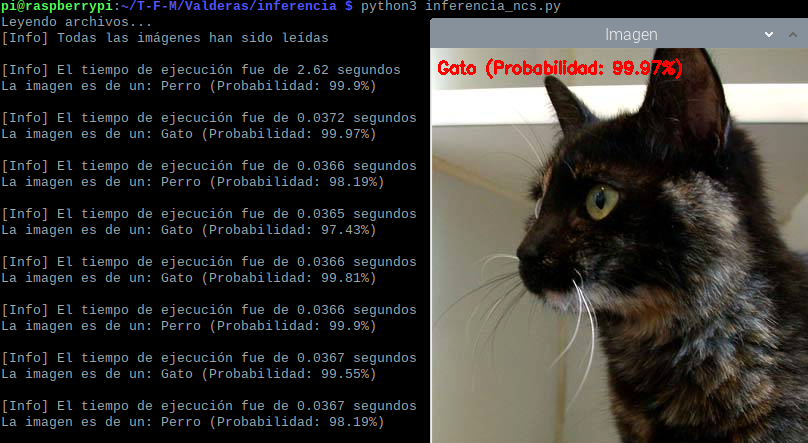 pi@raspberrypi:~/T-F-M/Valderas/inferencia $ python3 inferencia_ncs.py
Leyendo archivos...
[Info] Todas las imágenes han sido leídas
[Info] El tiempo de ejecución fue de 2.62 segundos
La imagen es de un: Perro (Probabilidad: 99.9%)
[Info] El tiempo de ejecución fue de 0.0372 segundos
La imagen es de un: Gato (Probabilidad: 99.97%)
[Info] El tiempo de ejecución fue de 0.0366 segundos
La imagen es de un: Perro (Probabilidad: 98.19%)
[Info] El tiempo de ejecución fue de 0.0365 segundos
La imagen es de un: Gato (Probabilidad: 97.43%)
[Info] El tiempo de ejecución fue de 0.0366 segundos
La imagen es de un: Gato (Probabilidad: 99.81%)
[Info] El tiempo de ejecución fue de 0.0366 segundos
La imagen es de un: Perro (Probabilidad: 99.9%)
[Info] El tiempo de ejecución fue de 0.0367 segundos
La imagen es de un: Gato (Probabilidad: 99.55%)
[Info] El tiempo de ejecución fue de 0.0367 segundos
La imagen es de un: Perro (Probabilidad: 98.19%)
Imagen
Gato (Probabilidad: 99.97%)